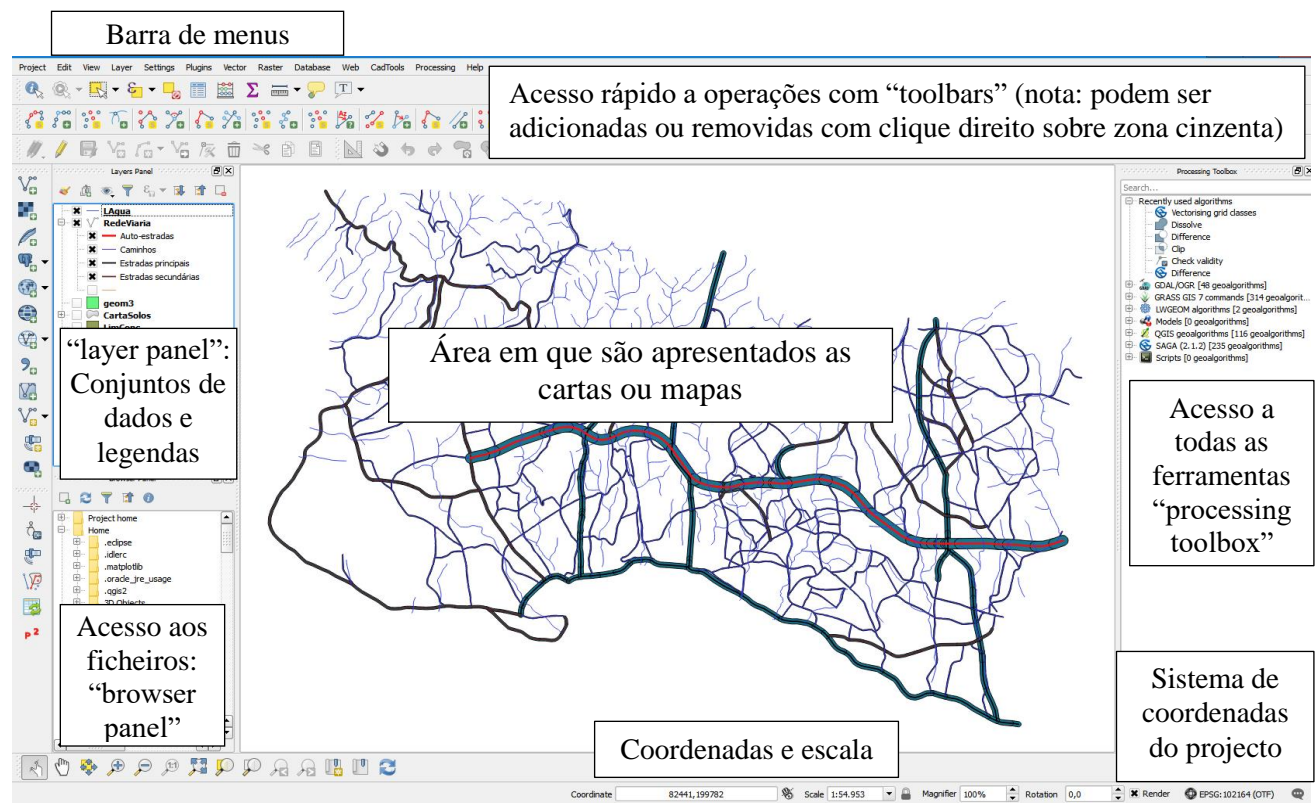 Barra de menus
Project Edit View Layer Settings Plugins Vector Raster Database Web CadTools Processing Help
Acesso rápido a operações com “toolbars” (nota: podem ser
adicionadas ou removidas com clique direito sobre zona cinzenta)
Layers Panel
LAgua
RedeViaria
Auto-estradas
Caminhos
Estradas principais
Estradas secundárias
geom3
CartaSolos
“layer panel”:
Conjuntos de
dados e
legendas
Project home
Home
.eclipse
.idlerc
.matplotlib
.oracle_jre_usage
.qgis2
3D Objects
Acesso aos
ficheiros:
“browser
panel”
Área em que são apresentados as
cartas ou mapas
Processing Toolbox
Search...
Recently used algorithms
Vectorising grid classes
Dissolve
Difference
Clip
Check validity
Difference
GDAL/OGR [48 geoalgorithms]
GRASS GIS 7 commands [314 geoalgorit...
LWGEOM algorithms [2 geoalgorithms]
Models [0 geoalgorithms]
QGIS geoalgorithms [116 geoalgorithms]
SAGA (2.1.2) [235 geoalgorithms]
Scripts [0 geoalgorithms]
Acesso a
todas as
ferramentas
“processing
toolbox”
Sistema de
coordenadas
do projecto
Coordenadas e escala
Coordinate 82441,199782 Scale 1:54.953 Magnifier 100% Rotation 0,0 Render EPSG:102164 (OTF)